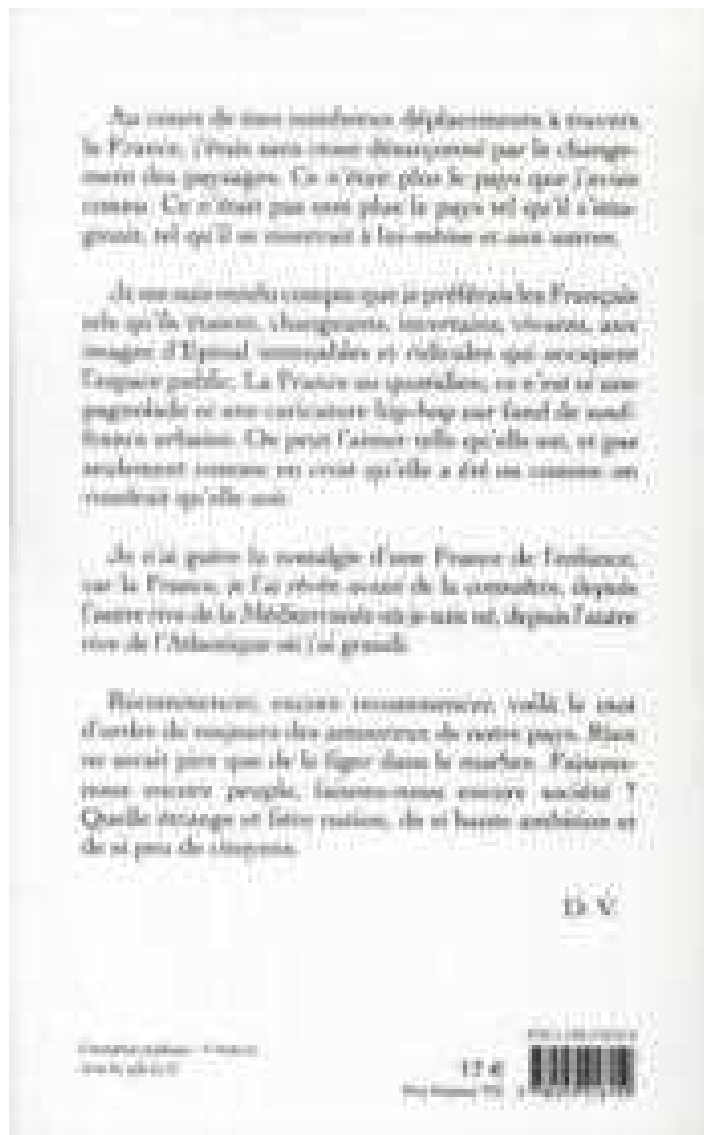 Au cours de mes nombreux déplacements à travers
la France, j'étais sans cesse désarçonné par le change-
ment des paysages. Ce n'était plus le pays que j'avais
connu. Ce n'était pas non plus le pays tel qu'il s'ima-
ginait, tel qu'il se montrait à lui-même et aux autres.
Je me suis rendu compte que je préférais les Français
tels qu'ils étaient, changeants, incertains, vivants, aux
images d'Epinal immuables et ridicules qui occupent
l'espace public. La France au quotidien, ce n'est ni une
pagnolade ni une caricature hip-hop sur fond de souf-
france urbaine. On peut l'aimer telle qu'elle est, et pas
seulement comme on croit qu'elle a été ou comme on
voudrait qu'elle soit.
Je n'ai guère la nostalgie d'une France de l'enfance,
car la France, je l'ai rêvée avant de la connaître, depuis
l'autre rive de la Méditerranée où je suis né, depuis l'autre
rive de l'Atlantique où j'ai grandi.
Recommencer, encore recommencer, voilà le mot
d'ordre de toujours des amoureux de notre pays. Rien
ne serait pire que de le figer dans le marbre. Faisons-
nous encore peuple, faisons-nous encore société ?
Quelle étrange et fière nation, de si haute ambition et
de si peu de citoyens.
D. V.
17 €